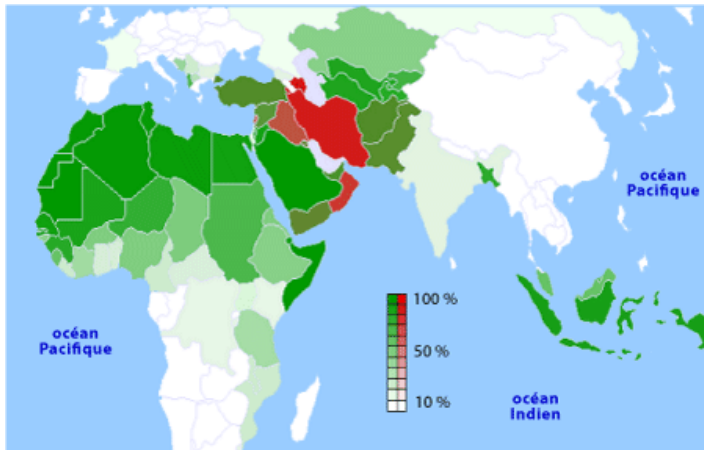 océan
Pacifique
100 %
50 %
10 %
océan
Pacifique
océan
Indien